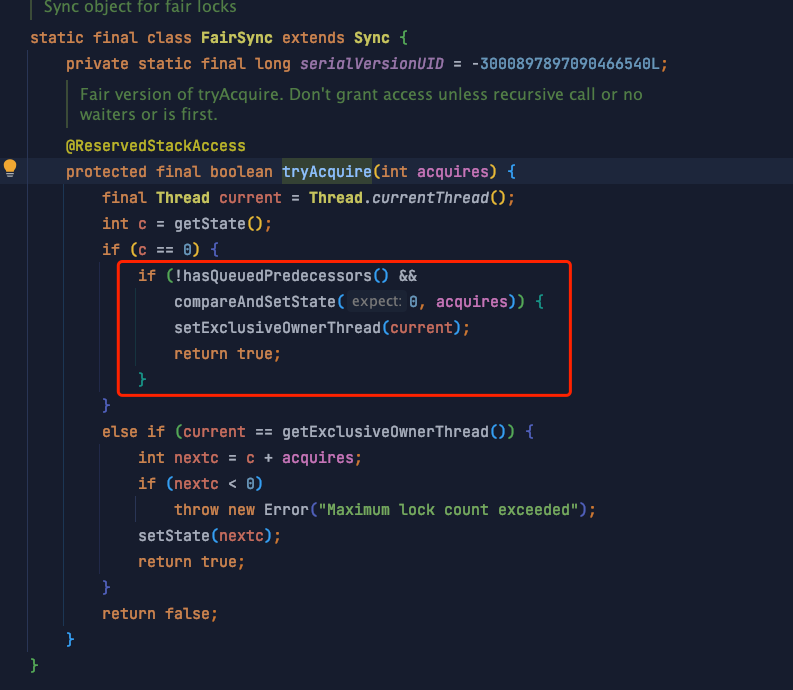 Sync object for fair locks
static final class FairSync extends Sync {
private static final long serialVersionUID = -3000897897090466540L;
Fair version of tryAcquire. Don't grant access unless recursive call or no
waiters or is first.
@ReservedStackAccess
protected final boolean tryAcquire(int acquires) {
final Thread current = Thread.currentThread();
int c = getState();
if (c == 0) {
if (!hasQueuedPredecessors() &&
compareAndSetState( expect: 0, acquires)) {
setExclusiveOwnerThread(current);
return true;
}
}
else if (current == getExclusiveOwnerThread()) {
int nextc = c + acquires;
if (nextc < 0)
throw new Error("Maximum lock count exceeded");
setState(nextc);
return true;
}
return false;
}
}